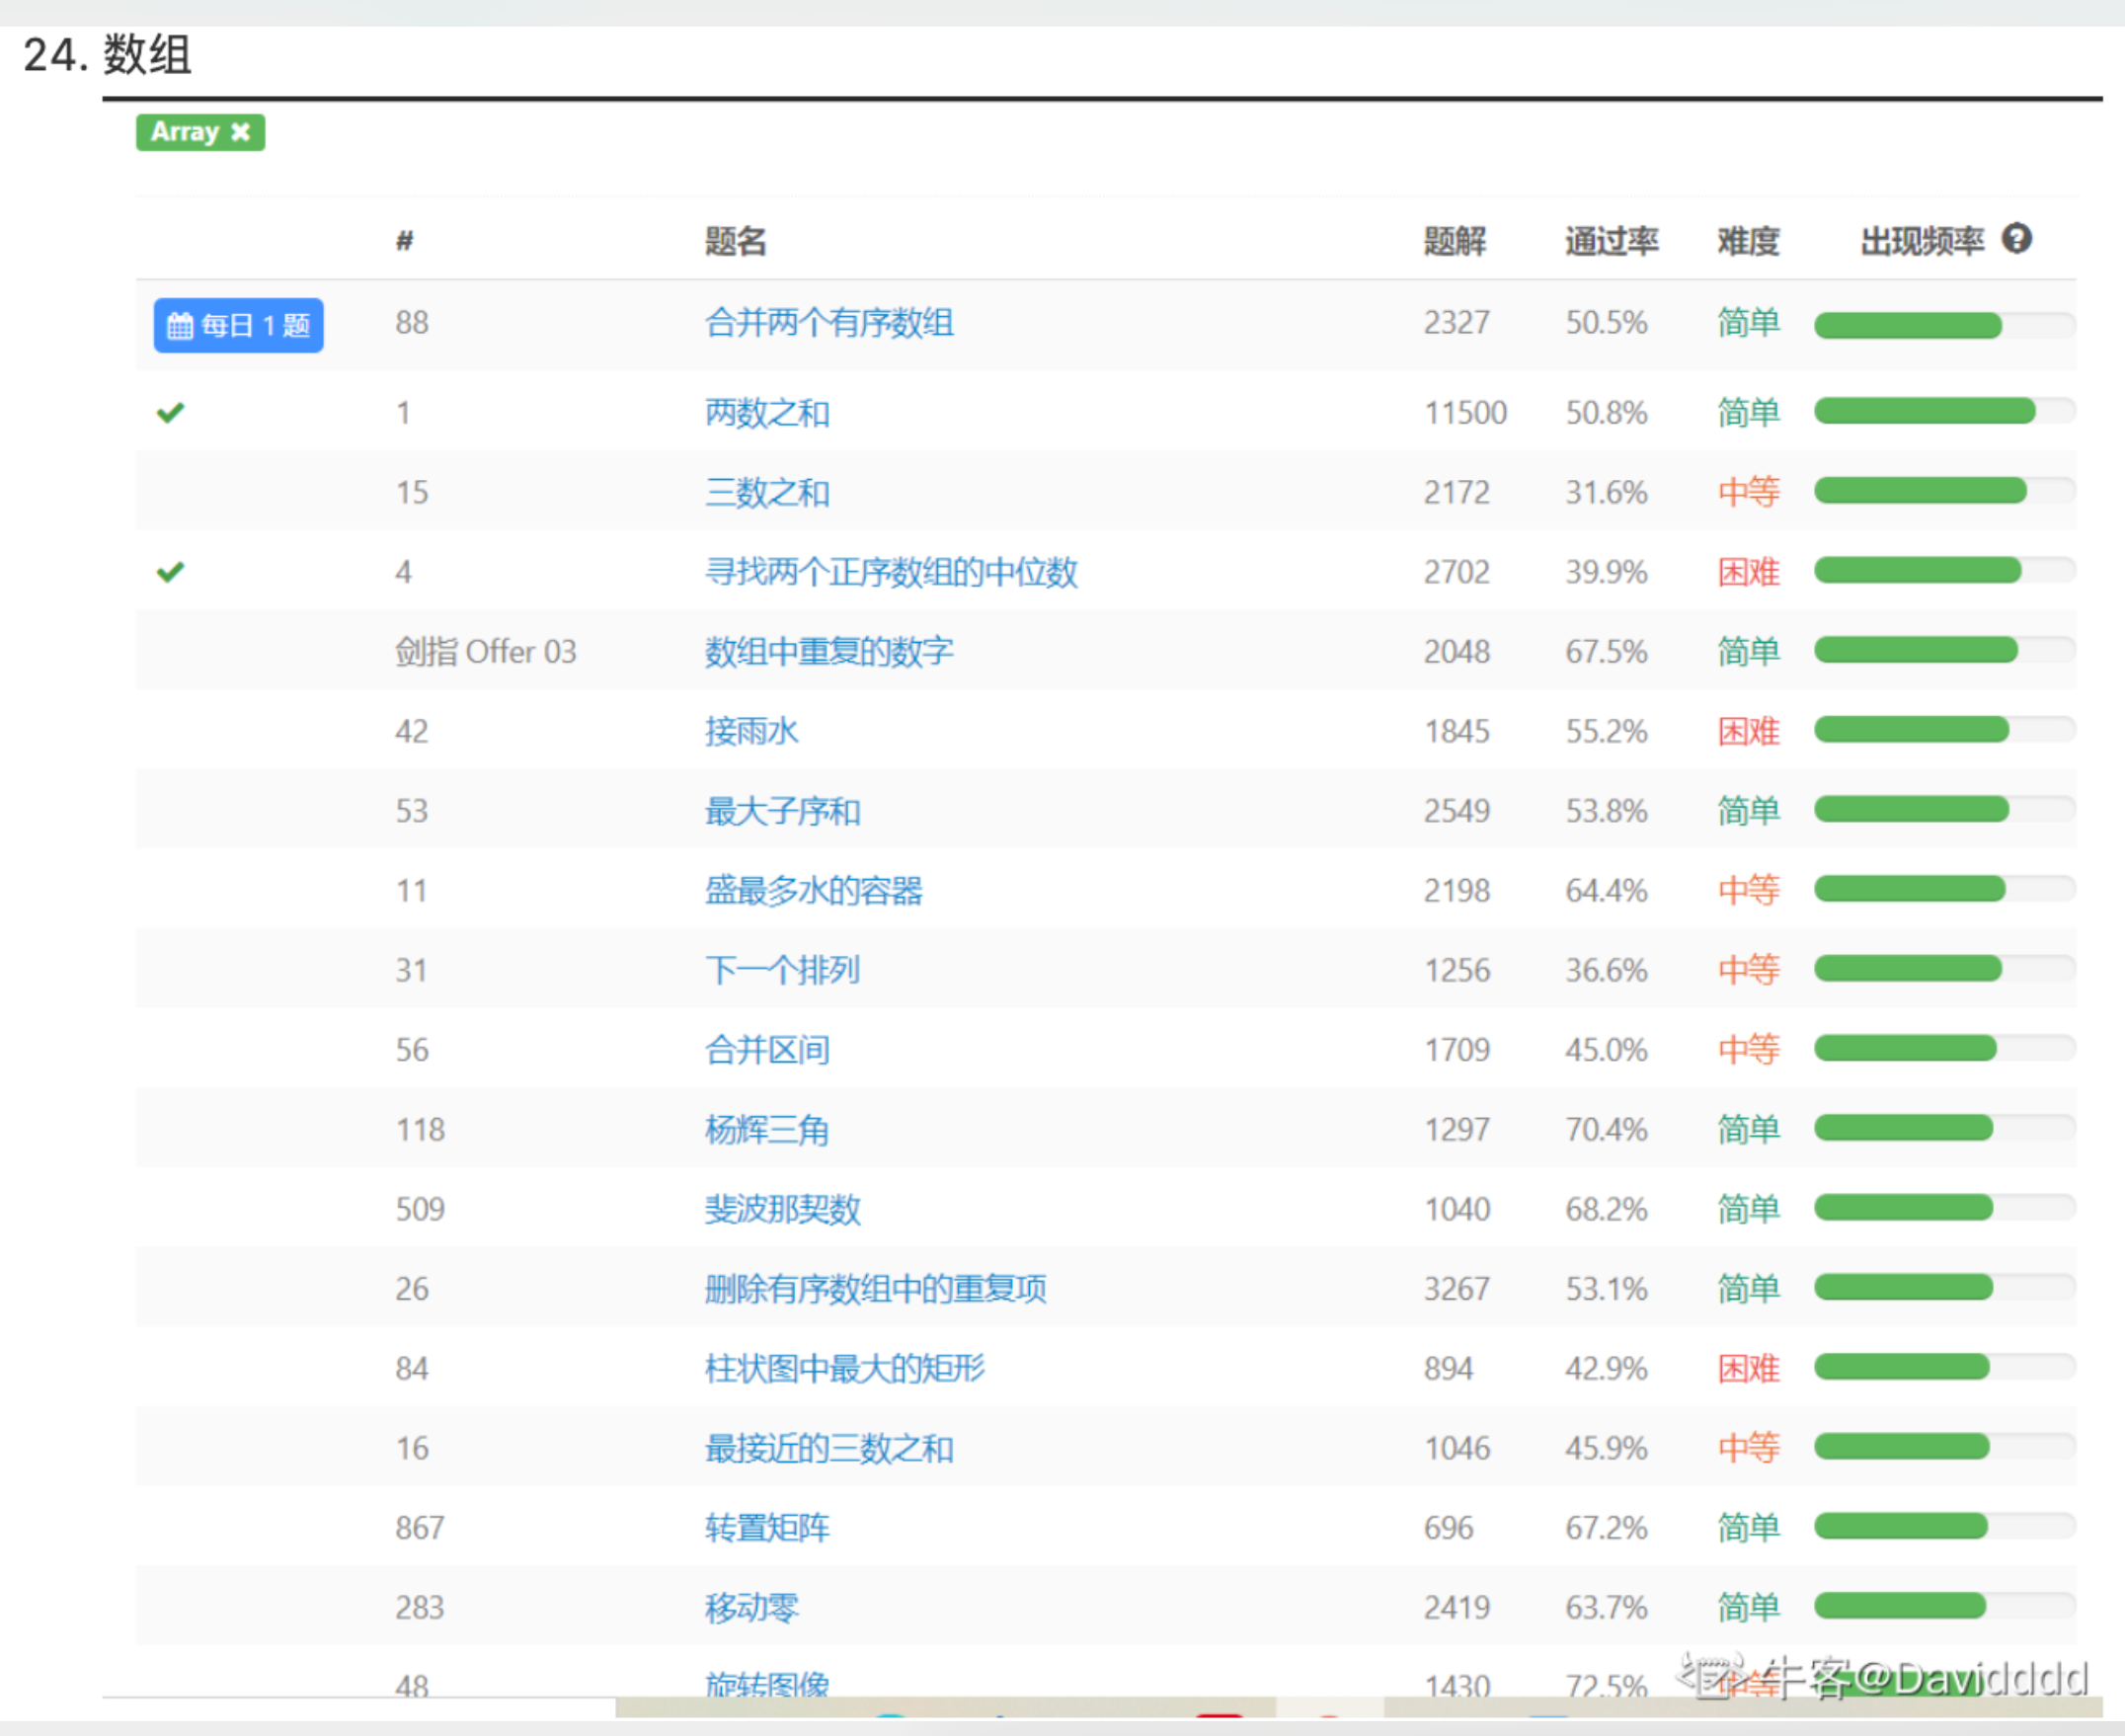 24. 数组
Array ✖
# 题名 题解 通过率 难度 出现频率 ?
每日 1 题 88 合并两个有序数组 2327 50.5% 简单
1 两数之和 11500 50.8% 简单
15 三数之和 2172 31.6% 中等
4 寻找两个正序数组的中位数 2702 39.9% 困难
剑指 Offer 03 数组中重复的数字 2048 67.5% 简单
42 接雨水 1845 55.2% 困难
53 最大子序和 2549 53.8% 简单
11 盛最多水的容器 2198 64.4% 中等
31 下一个排列 1256 36.6% 中等
56 合并区间 1709 45.0% 中等
118 杨辉三角 1297 70.4% 简单
509 斐波那契数 1040 68.2% 简单
26 删除有序数组中的重复项 3267 53.1% 简单
84 柱状图中最大的矩形 894 42.9% 困难
16 最接近的三数之和 1046 45.9% 中等
867 转置矩阵 696 67.2% 简单
283 移动零 2419 63.7% 简单
48 旋转图像 1430 72.5% 中等
牛客@Davidddd